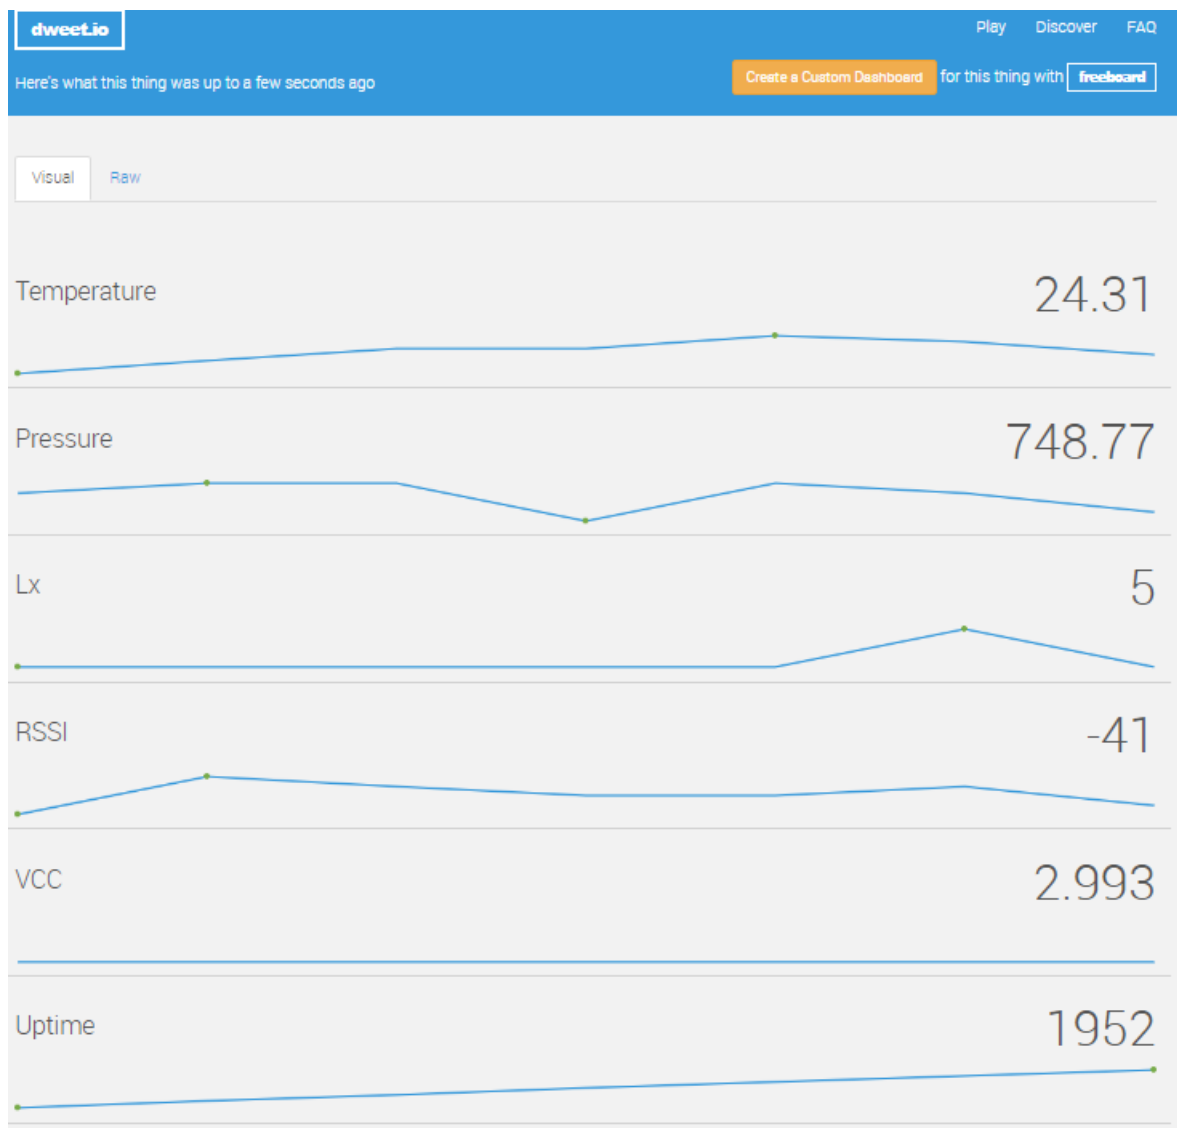 dweet.io
Play Discover FAQ
Here's what this thing was up to a few seconds ago
Create a Custom Dashboard for this thing with freeboard
Visual Raw
Temperature 24.31
Pressure 748.77
Lx 5
RSSI -41
VCC 2.993
Uptime 1952